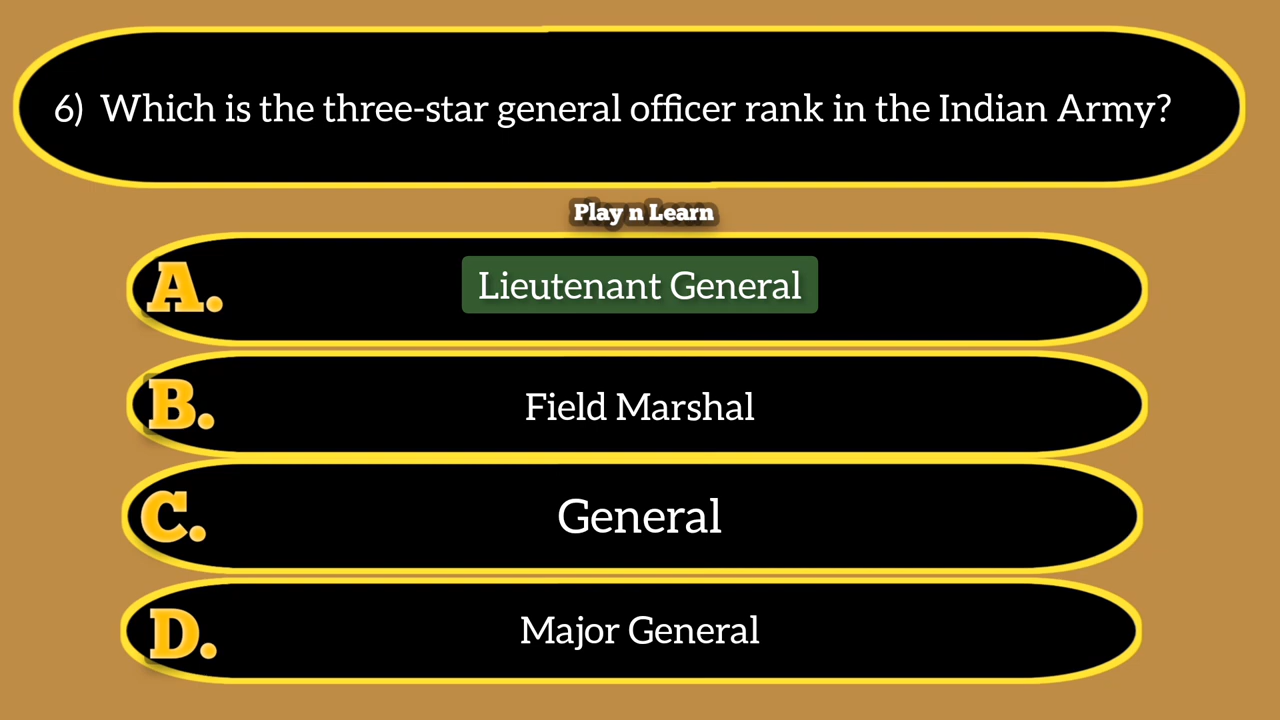 6) Which is the three-star general officer rank in the Indian Army?
Play n Learn
A. Lieutenant General
B. Field Marshal
C. General
D. Major General